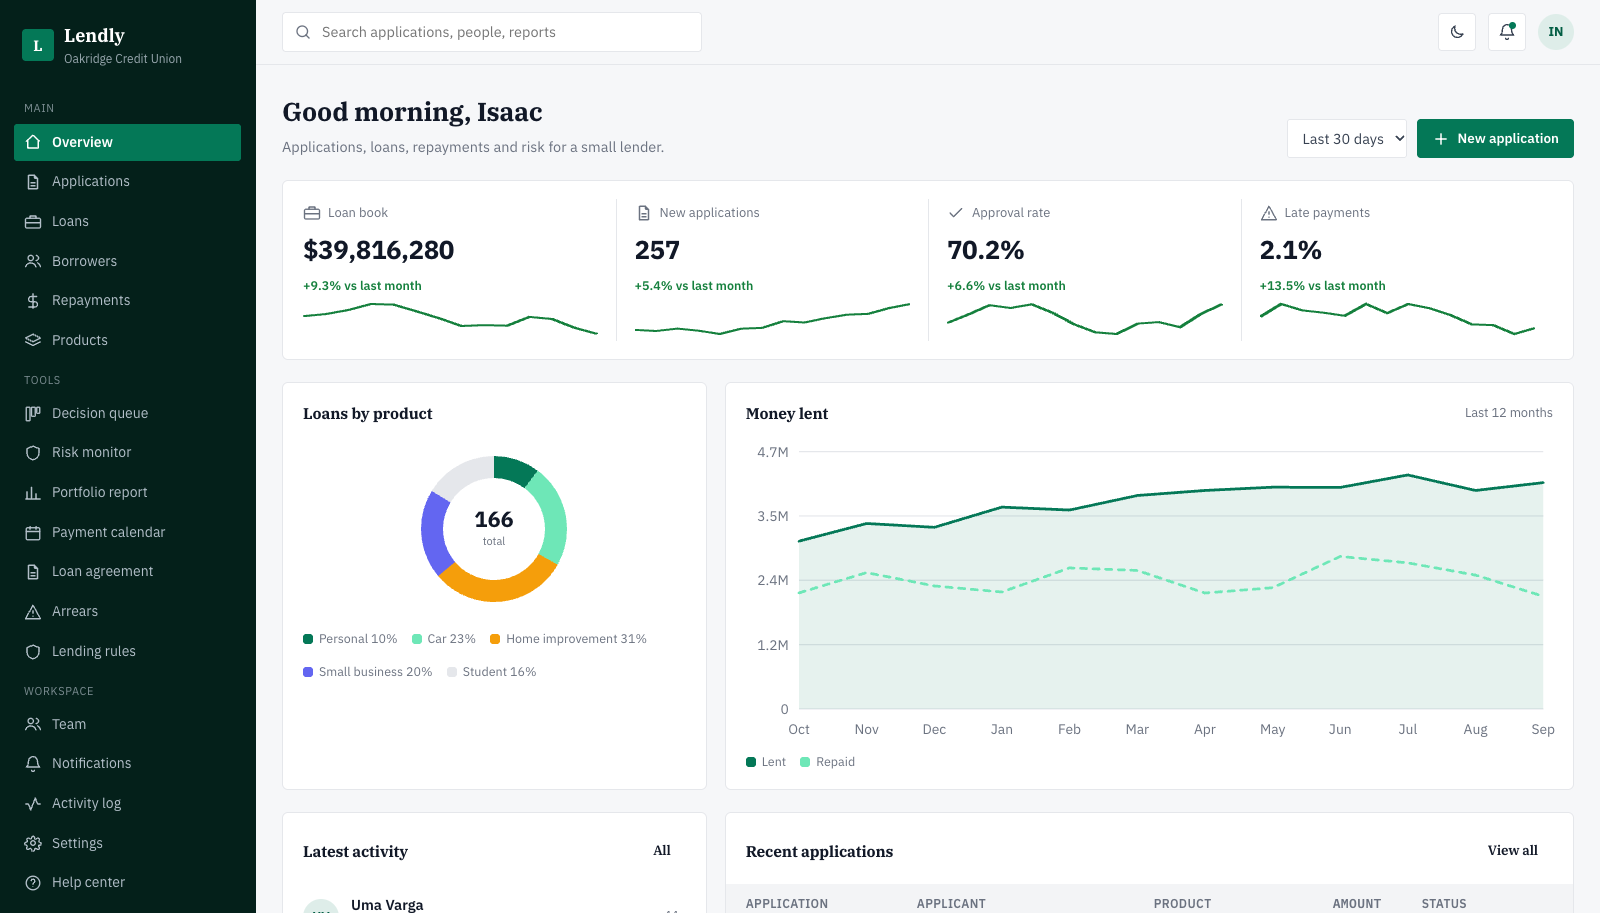 L
Lendly
Oakridge Credit Union
MAIN
Overview
Applications
Loans
Borrowers
Repayments
Products
TOOLS
Decision queue
Risk monitor
Portfolio report
Payment calendar
Loan agreement
Arrears
Lending rules
WORKSPACE
Team
Notifications
Activity log
Settings
Help center
Search applications, people, reports
IN
Good morning, Isaac
Applications, loans, repayments and risk for a small lender.
Last 30 days
New application
Loan book
$39,816,280
+9.3% vs last month
New applications
257
+5.4% vs last month
Approval rate
70.2%
+6.6% vs last month
Late payments
2.1%
+13.5% vs last month
Loans by product
166
total
Personal 10% Car 23% Home improvement 31%
Small business 20% Student 16%
Money lent
Last 12 months
4.7M
3.5M
2.4M
1.2M
0
Oct Nov Dec Jan Feb Mar Apr May Jun Jul Aug Sep
Lent Repaid
Latest activity
All
Uma Varga
Recent applications
View all
APPLICATION APPLICANT PRODUCT AMOUNT STATUS